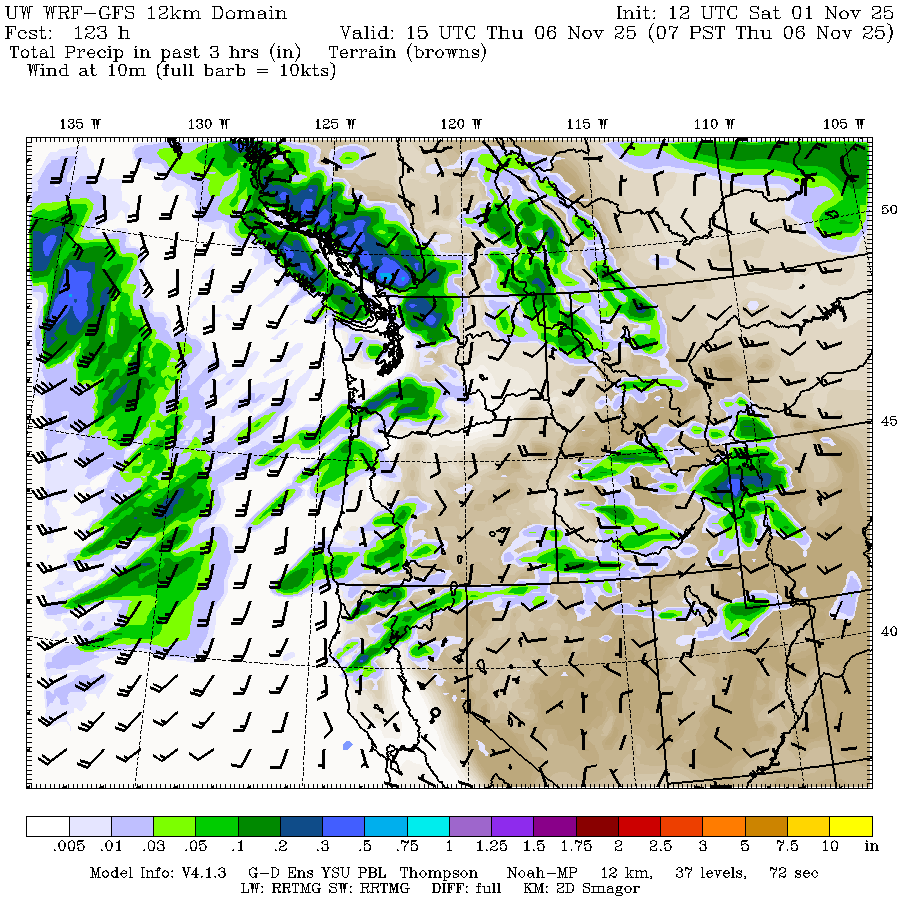 UW WRF-GFS 12km Domain Init: 12 UTC Sat 01 Nov 25
Fcst: 123 h Valid: 15 UTC Thu 06 Nov 25 (07 PST Thu 06 Nov 25)
Total Precip in past 3 hrs (in) Terrain (browns)
Wind at 10m (full barb = 10kts)
135 W 130 W 125 W 120 W 115 W 110 W 105 W
50
45
40
.005 .01 .03 .05 .1 .2 .3 .5 .75 1 1.25 1.5 1.75 2 2.5 3 5 7.5 10 in
Model Info: V4.1.3 G-D Ens YSU PBL Thompson Noah-MP 12 km, 37 levels, 72 sec
LW: RRTMG SW: RRTMG DIFF: full KM: 2D Smagor